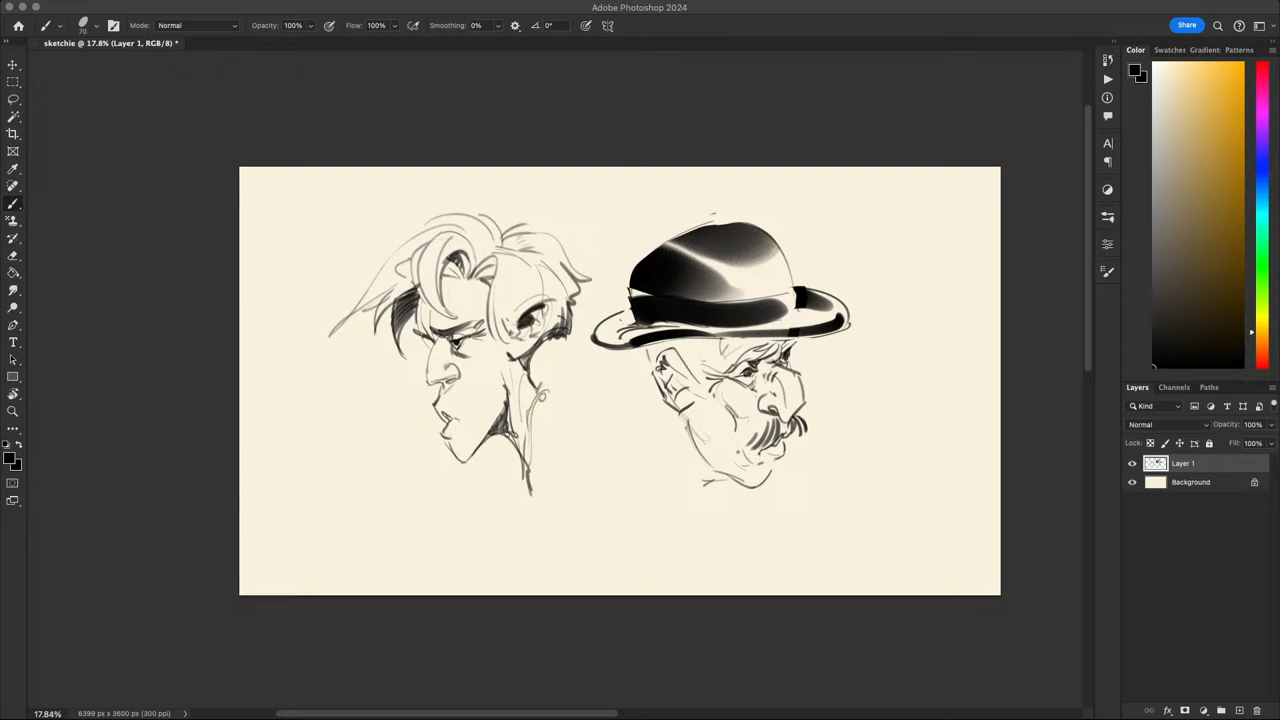 Adobe Photoshop 2024
70 Mode: Normal Opacity: 100% Flow: 100% Smoothing: 0% 0° Share
sketchie @ 17.8% (Layer 1, RGB/8) *
Color Swatches Gradient: Patterns
Layers Channels Paths
Kind
Normal Opacity: 100%
Lock: Fill: 100%
Layer 1
Background
17.84% 6399 px x 3600 px (300 ppi)